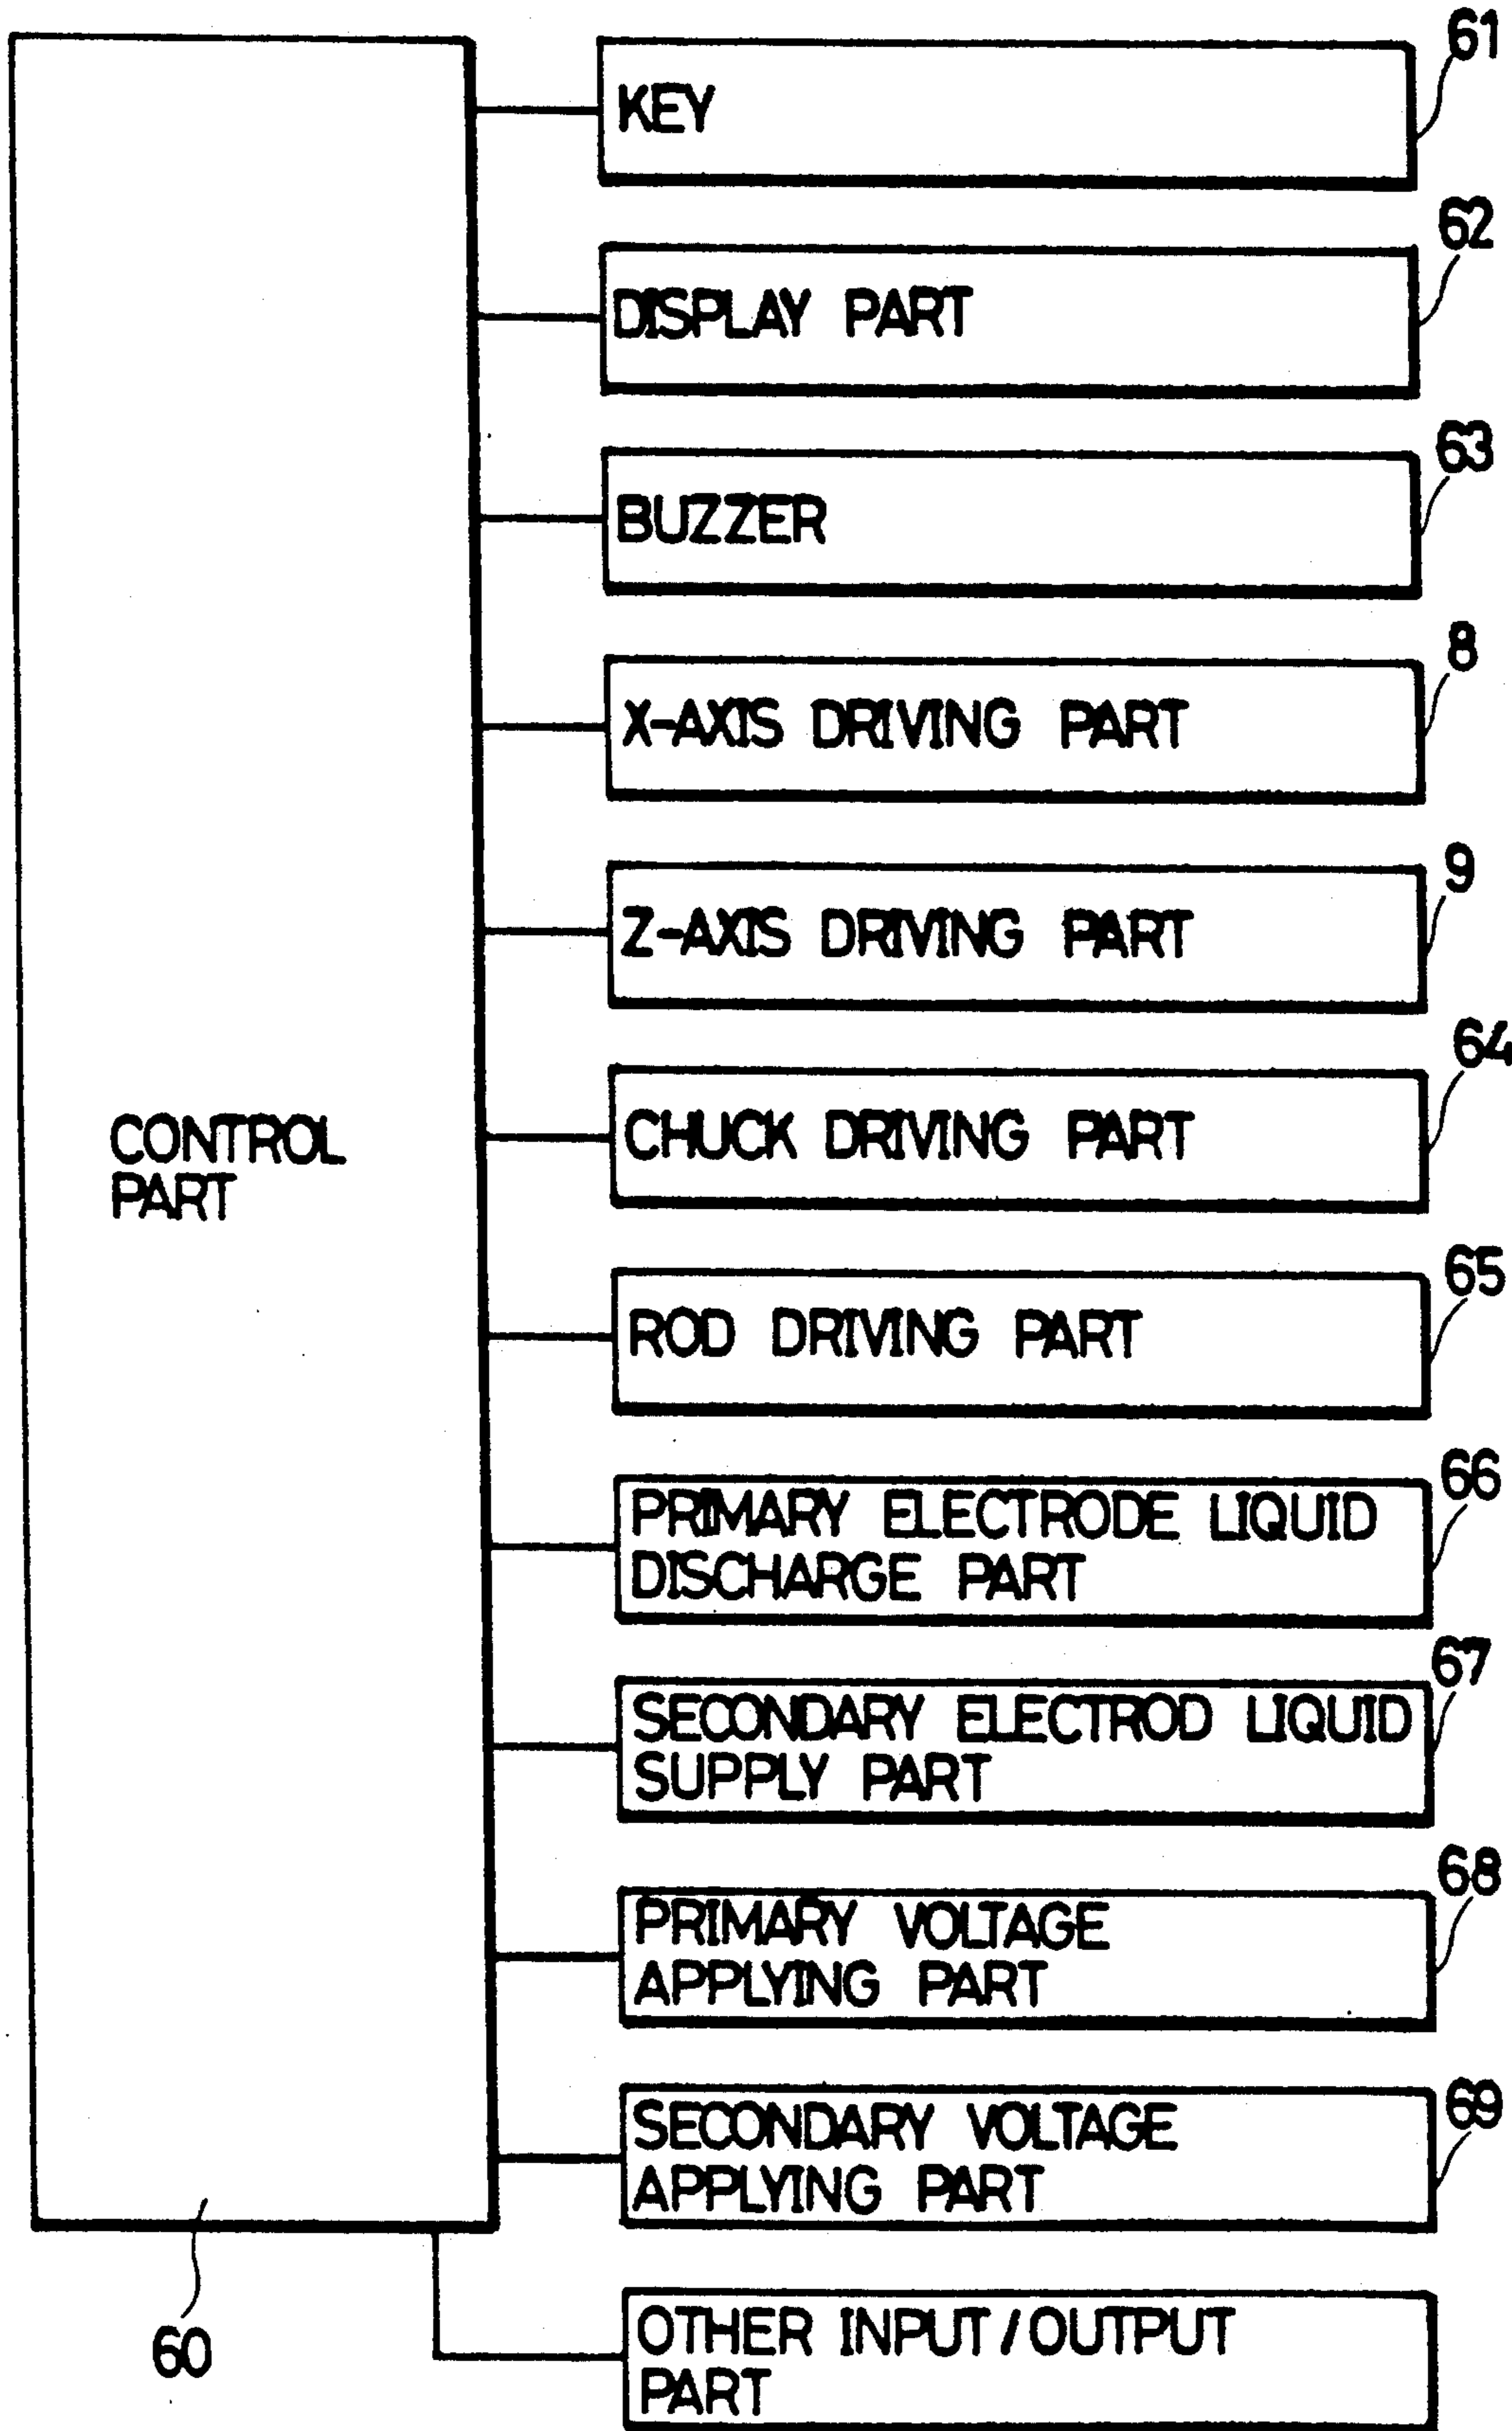 61
KEY
62
DISPLAY PART
63
BUZZER
8
X-AXIS DRIVING PART
9
Z-AXIS DRIVING PART
64
CHUCK DRIVING PART
CONTROL
PART
65
ROD DRIVING PART
66
PRIMARY ELECTRODE LIQUID
DISCHARGE PART
67
SECONDARY ELECTROD LIQUID
SUPPLY PART
68
PRIMARY VOLTAGE
APPLYING PART
69
SECONDARY VOLTAGE
APPLYING PART
60
OTHER INPUT/OUTPUT
PART